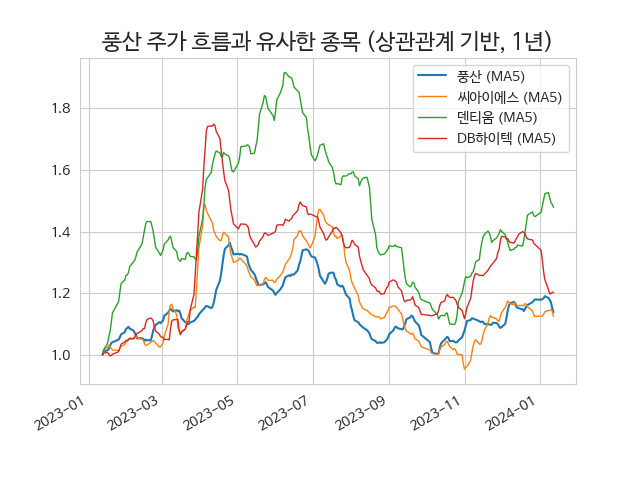 풍산 주가 흐름과 유사한 종목 (상관관계 기반, 1년)
풍산 (MA5)
씨아이에스 (MA5)
덴티움 (MA5)
DB하이텍 (MA5)
1.8
1.6
1.4
1.2
1.0
2023-01
2023-03
2023-05
2023-07
2023-09
2023-11
2024-01